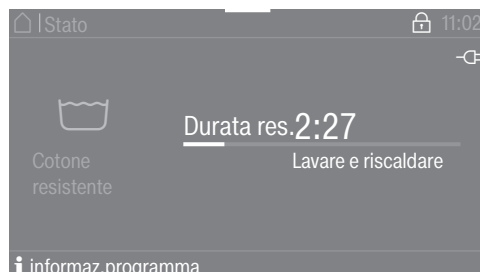 Stato
11:02
Durata res.2:27
Cotone
resistente
Lavare e riscaldare
informaz.programma